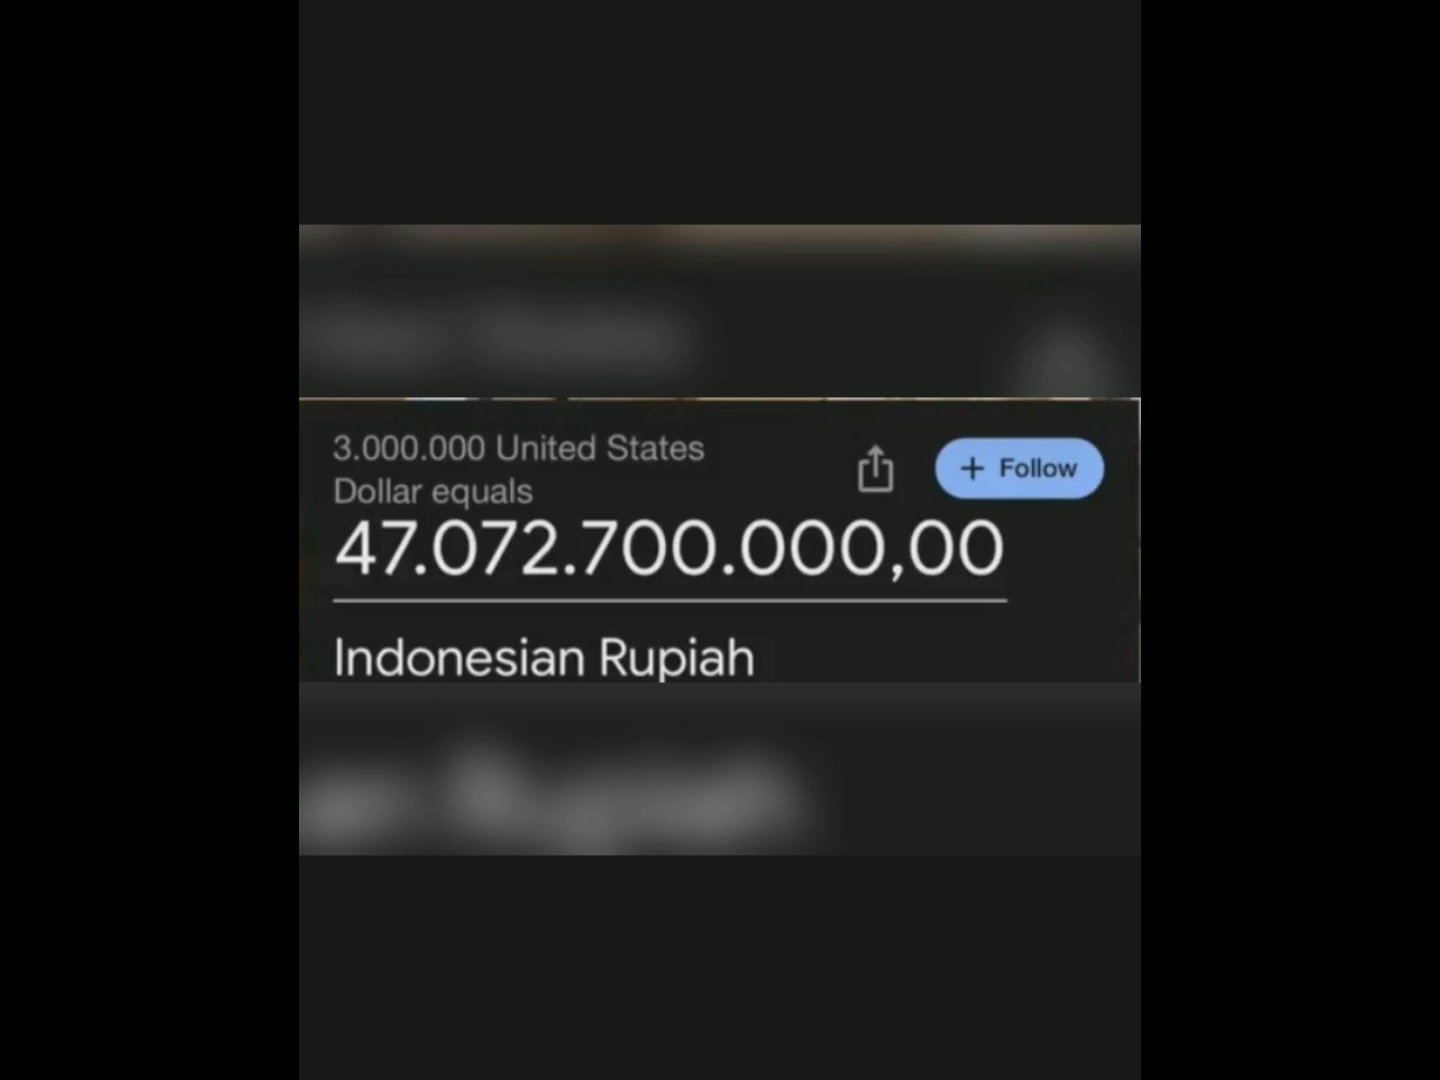 3.000.000 United States
Dollar equals
+ Follow
47.072.700.000,00
Indonesian Rupiah